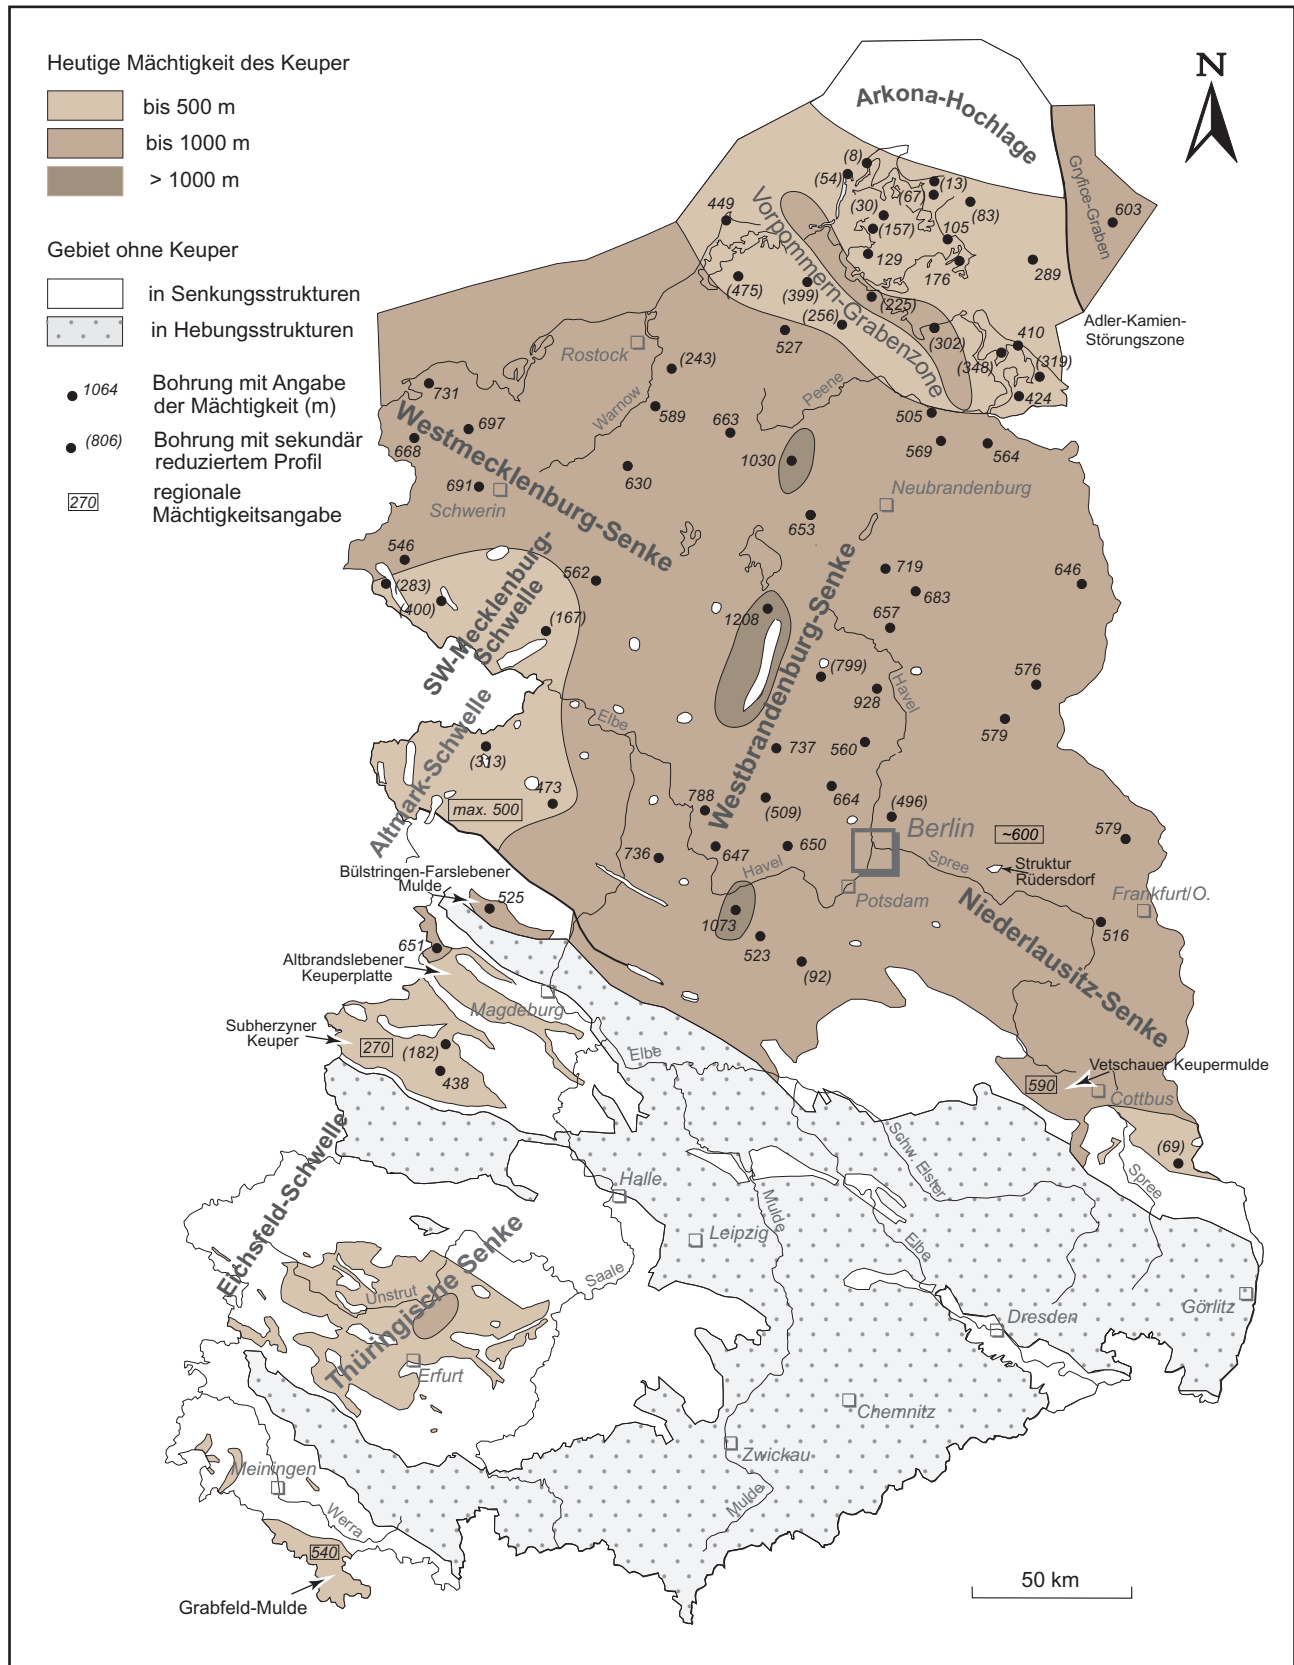 Heutige Mächtigkeit des Keuper
bis 500 m
bis 1000 m
> 1000 m
Gebiet ohne Keuper
in Senkungsstrukturen
in Hebungsstrukturen
1064
Bohrung mit Angabe
der Mächtigkeit (m)
(806)
Bohrung mit sekundär
reduziertem Profil
270
regionale
Mächtigkeitsangabe
N
Arkona-Hochlage
Gryfice-Graben
603
(8)
(54)
(13)
(67)
(30)
(83)
(157)
105
449
129
176
289
Vorpommern-Grabenzone
(475)
(399)
(225)
(256)
(302)
410
(348)
(319)
424
Adler-Kamien-
Störungszone
527
Rostock
(243)
Warnow
Peene
731
589
505
697
668
663
569
564
Westmecklenburg-Senke
1030
630
691
Schwerin
Neubrandenburg
653
546
562
719
646
(283)
(400)
683
(167)
SW-Mecklenburg-
Schwelle
1208
657
Westbrandenburg-Senke
(799)
576
928
Havel
Elbe
579
Altmark-Schwelle
(313)
737
560
473
max. 500
788
(509)
664
(496)
Berlin
~600
579
736
647
650
Havel
Spree
Struktur
Rüdersdorf
Potsdam
Frankfurt/O.
Bülstringen-Farslebener
Mulde
525
1073
516
Niederlausitz-Senke
651
523
(92)
Altbrandslebener
Keuperplatte
Magdeburg
Subherzyner
Keuper
270
(182)
438
Elbe
Vetschauer Keupermulde
590
Cottbus
(69)
Spree
Schw. Elster
Eichsfeld-Schwelle
Halle
Mulde
Leipzig
Elbe
Thüringische Senke
Saale
Unstrut
Görlitz
Dresden
Erfurt
Chemnitz
Zwickau
Mulde
Meiningen
Werra
540
Grabfeld-Mulde
50 km